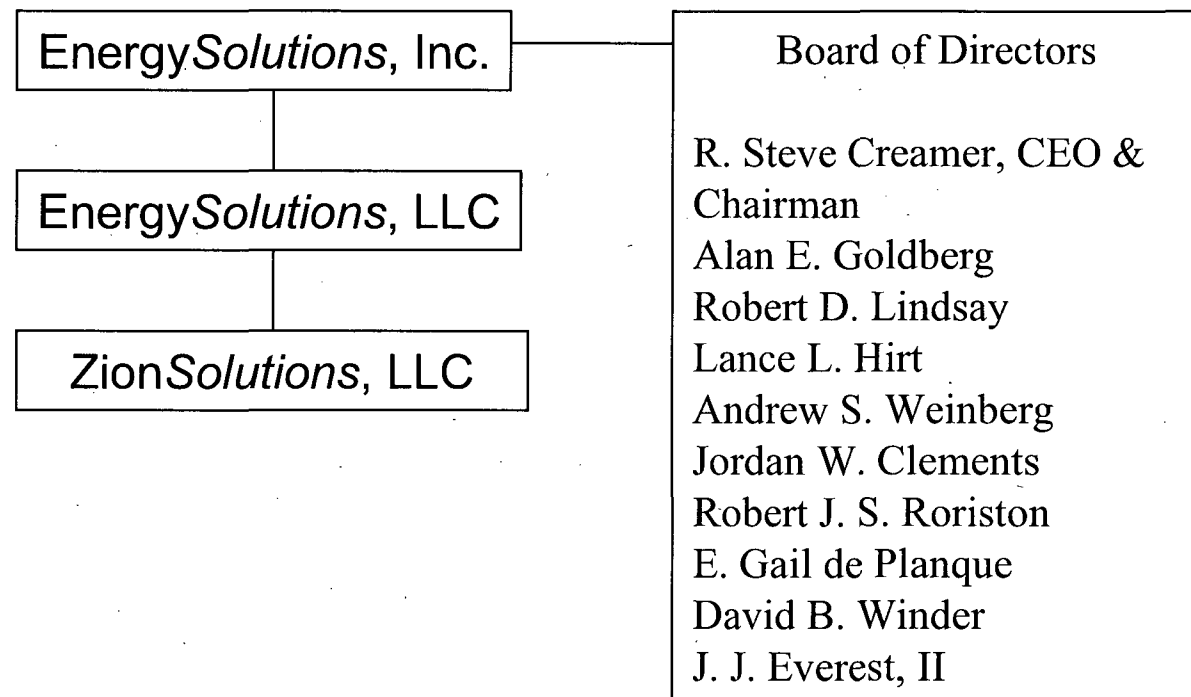 EnergySolutions, Inc.
EnergySolutions, LLC
ZionSolutions, LLC
Board of Directors
R. Steve Creamer, CEO &
Chairman
Alan E. Goldberg
Robert D. Lindsay
Lance L. Hirt
Andrew S. Weinberg
Jordan W. Clements
Robert J. S. Roriston
E. Gail de Planque
David B. Winder
J. J. Everest, II